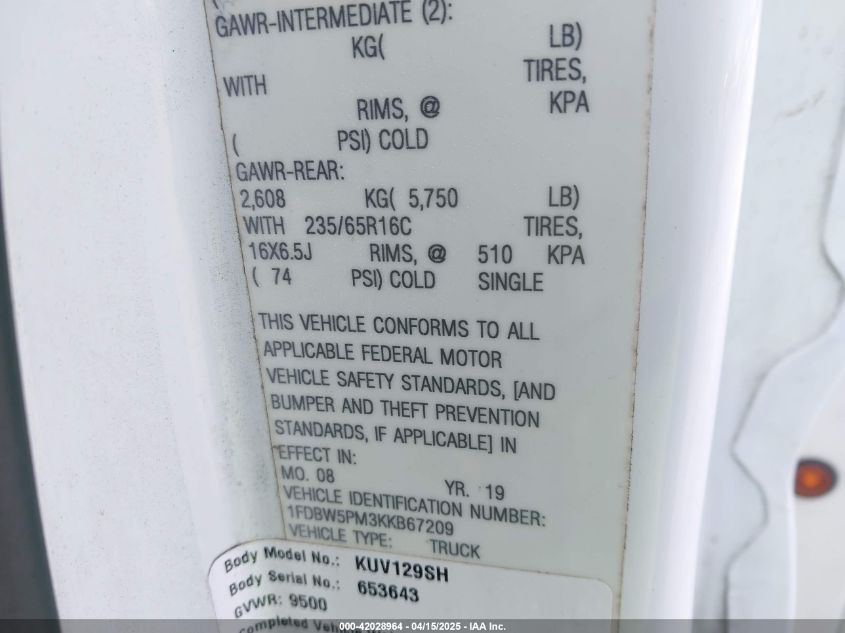 GAWR-INTERMEDIATE (2):
KG( LB)
WITH TIRES,
RIMS, @ KPA
( PSI) COLD
GAWR-REAR:
2,608 KG( 5,750 LB)
WITH 235/65R16C TIRES,
16X6.5J RIMS, @ 510 KPA
( 74 PSI) COLD SINGLE
THIS VEHICLE CONFORMS TO ALL
APPLICABLE FEDERAL MOTOR
VEHICLE SAFETY STANDARDS, [AND
BUMPER AND THEFT PREVENTION
STANDARDS, IF APPLICABLE] IN
EFFECT IN:
MO. 08 YR. 19
VEHICLE IDENTIFICATION NUMBER:
1FDBW5PM3KKB67209
VEHICLE TYPE: TRUCK
Body Model No.: KUV129SH
Body Serial No.: 653643
GVWR: 9500
Completed Vehicle
000-42028964 - 04/15/2025 - IAA Inc.